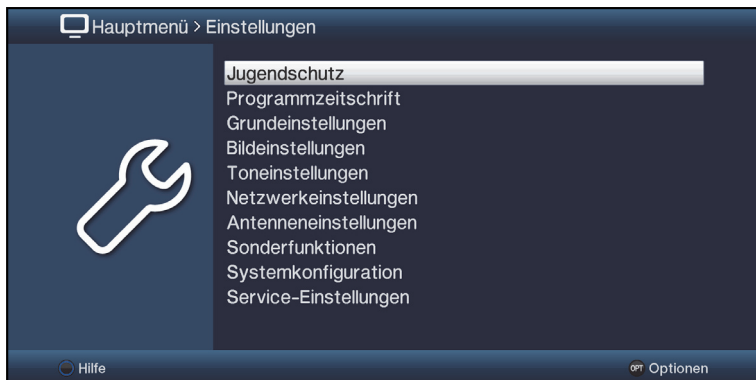 Hauptmenü > Einstellungen
Jugendschutz
Programmzeitschrift
Grundeinstellungen
Bildeinstellungen
Toneinstellungen
Netzwerkeinstellungen
Antenneneinstellungen
Sonderfunktionen
Systemkonfiguration
Service-Einstellungen
Hilfe
OPT Optionen